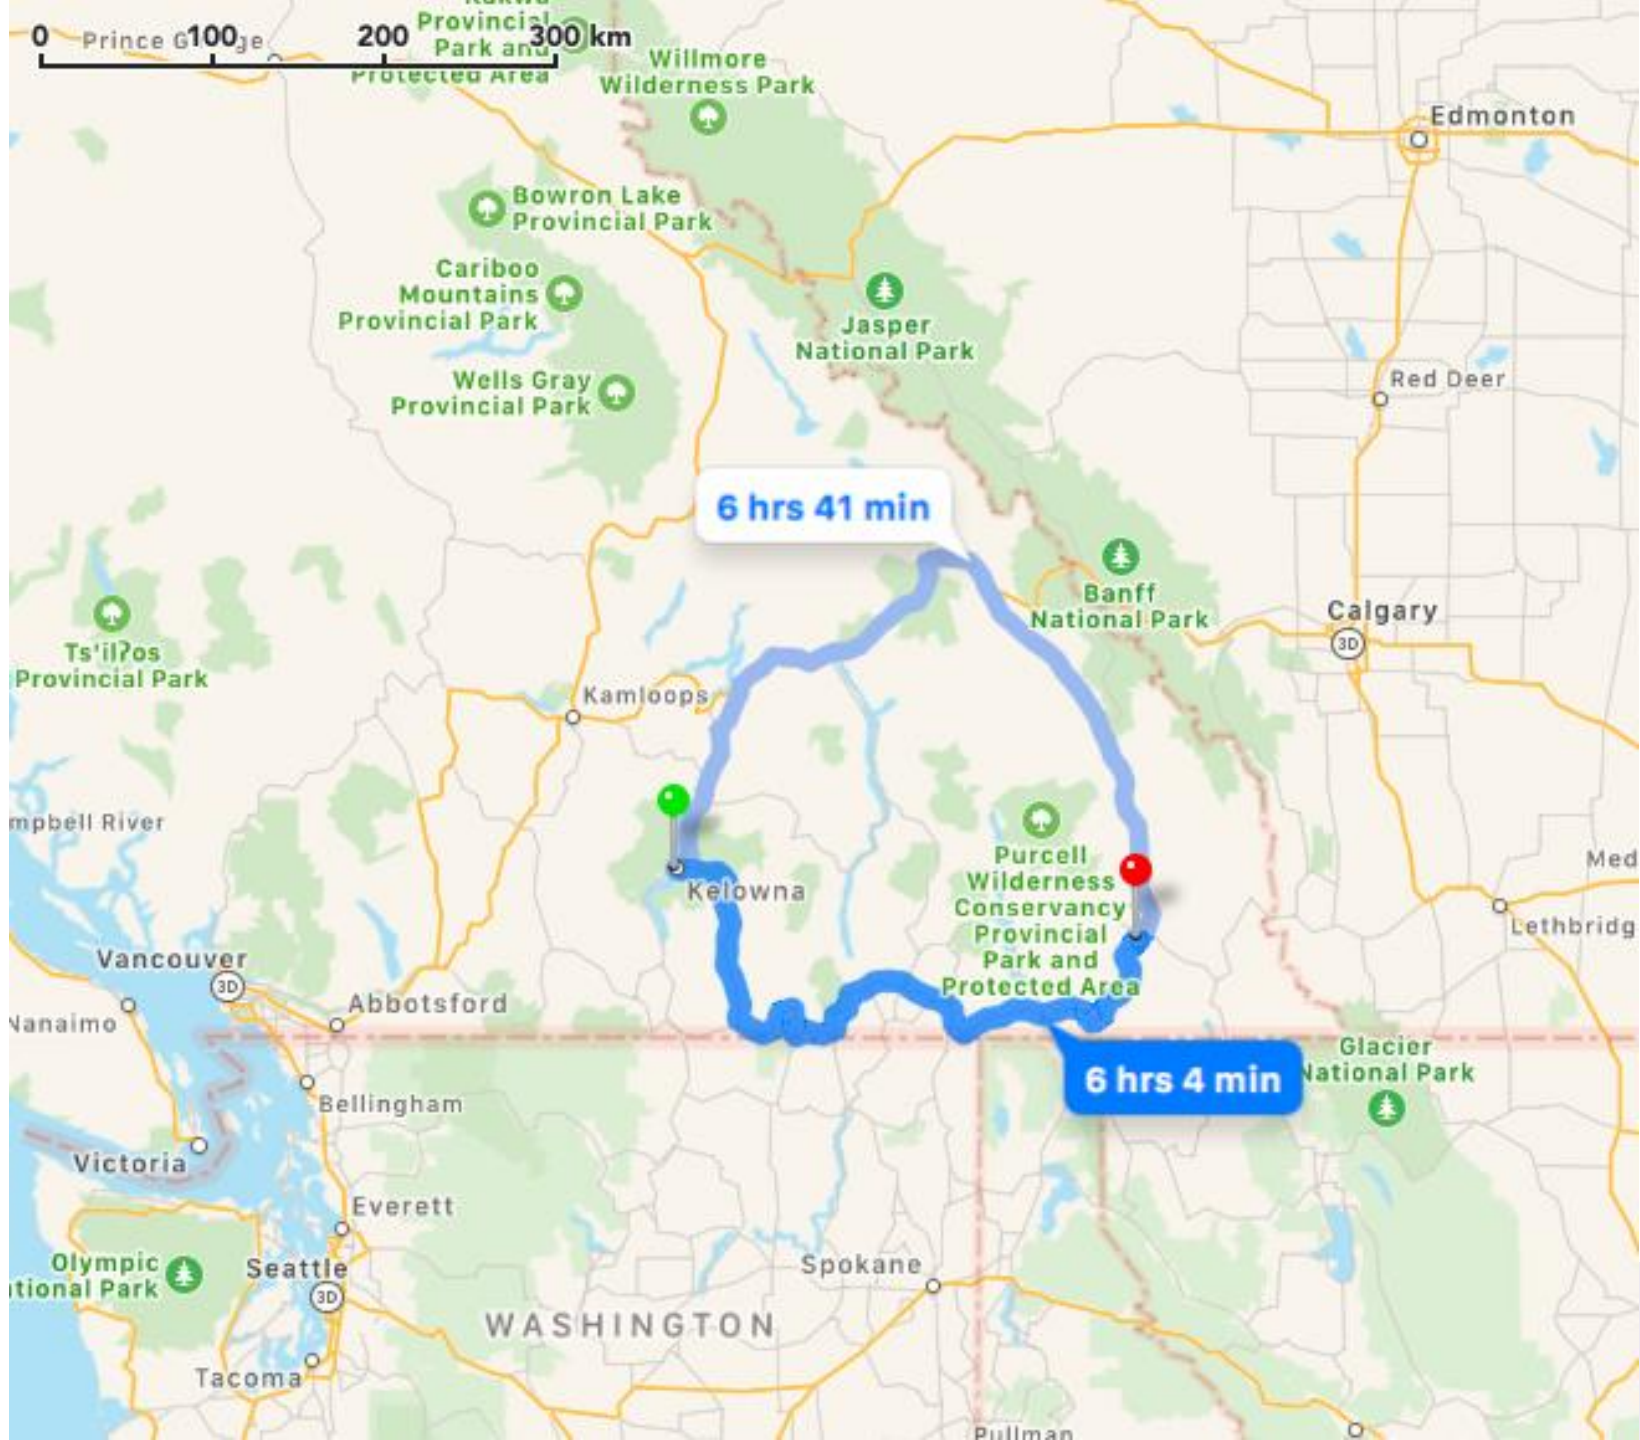 0
100
200
300 km
Prince G
ge
Provincial
Park and
Protected Area
Willmore
Wilderness Park
Edmonton
Bowron Lake
Provincial Park
Cariboo
Mountains
Provincial Park
Jasper
National Park
Wells Gray
Provincial Park
Red Deer
6 hrs 41 min
Banff
National Park
Calgary
3D
Ts'ilʔos
Provincial Park
Kamloops
mpbell River
Purcell
Wilderness
Conservancy
Provincial
Park and
Protected Area
Med
Kelowna
Lethbridg
Vancouver
3D
Abbotsford
Nanaimo
Glacier
National Park
6 hrs 4 min
Bellingham
Victoria
Everett
Olympic
ational Park
Seattle
3D
Spokane
WASHINGTON
Tacoma
Pullman